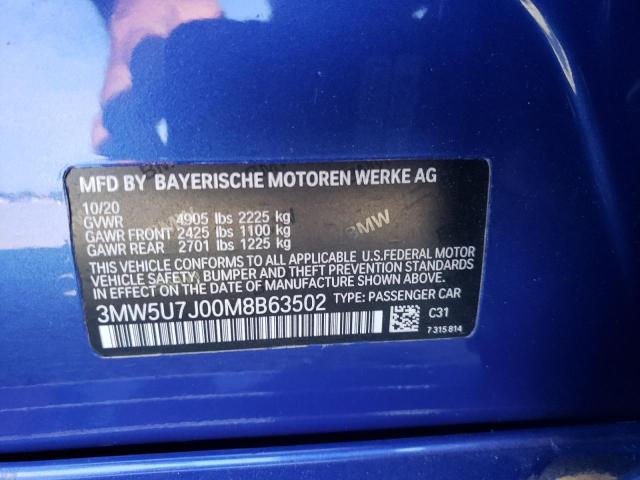 MFD BY BAYERISCHE MOTOREN WERKE AG
10/20
GVWR 4905 lbs 2225 kg
GAWR FRONT 2425 lbs 1100 kg
GAWR REAR 2701 lbs 1225 kg
THIS VEHICLE CONFORMS TO ALL APPLICABLE U.S.FEDERAL MOTOR
VEHICLE SAFETY, BUMPER AND THEFT PREVENTION STANDARDS
IN EFFECT ON THE DATE OF MANUFACTURE SHOWN ABOVE.
3MW5U7J00M8B63502 TYPE: PASSENGER CAR
C31
7 315 814
BMW